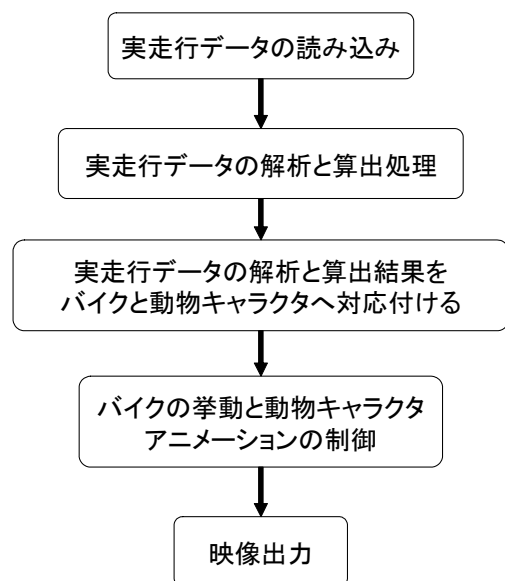 実走行データの読み込み
実走行データの解析と算出処理
実走行データの解析と算出結果を
バイクと動物キャラクタへ対応付ける
バイクの挙動と動物キャラクタ
アニメーションの制御
映像出力